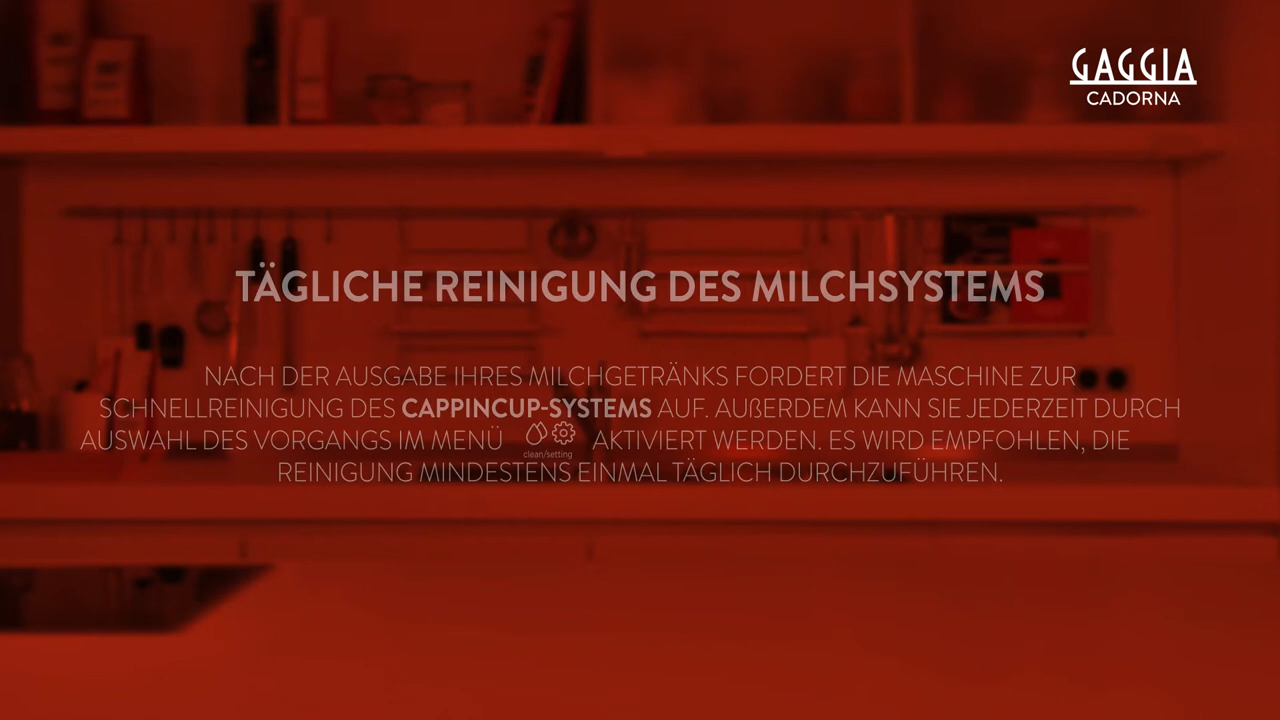 GAGGIA
CADORNA
TÄGLICHE REINIGUNG DES MILCHSYSTEMS
NACH DER AUSGABE IHRES MILCHGETRÄNKS FORDERT DIE MASCHINE ZUR
SCHNELLREINIGUNG DES CAPPINCUP-SYSTEMS AUF. AUßERDEM KANN SIE JEDERZEIT DURCH
AUSWAHL DES VORGANGS IM MENÜ clean/setting AKTIVIERT WERDEN. ES WIRD EMPFOHLEN, DIE
REINIGUNG MINDESTENS EINMAL TÄGLICH DURCHZUFÜHREN.